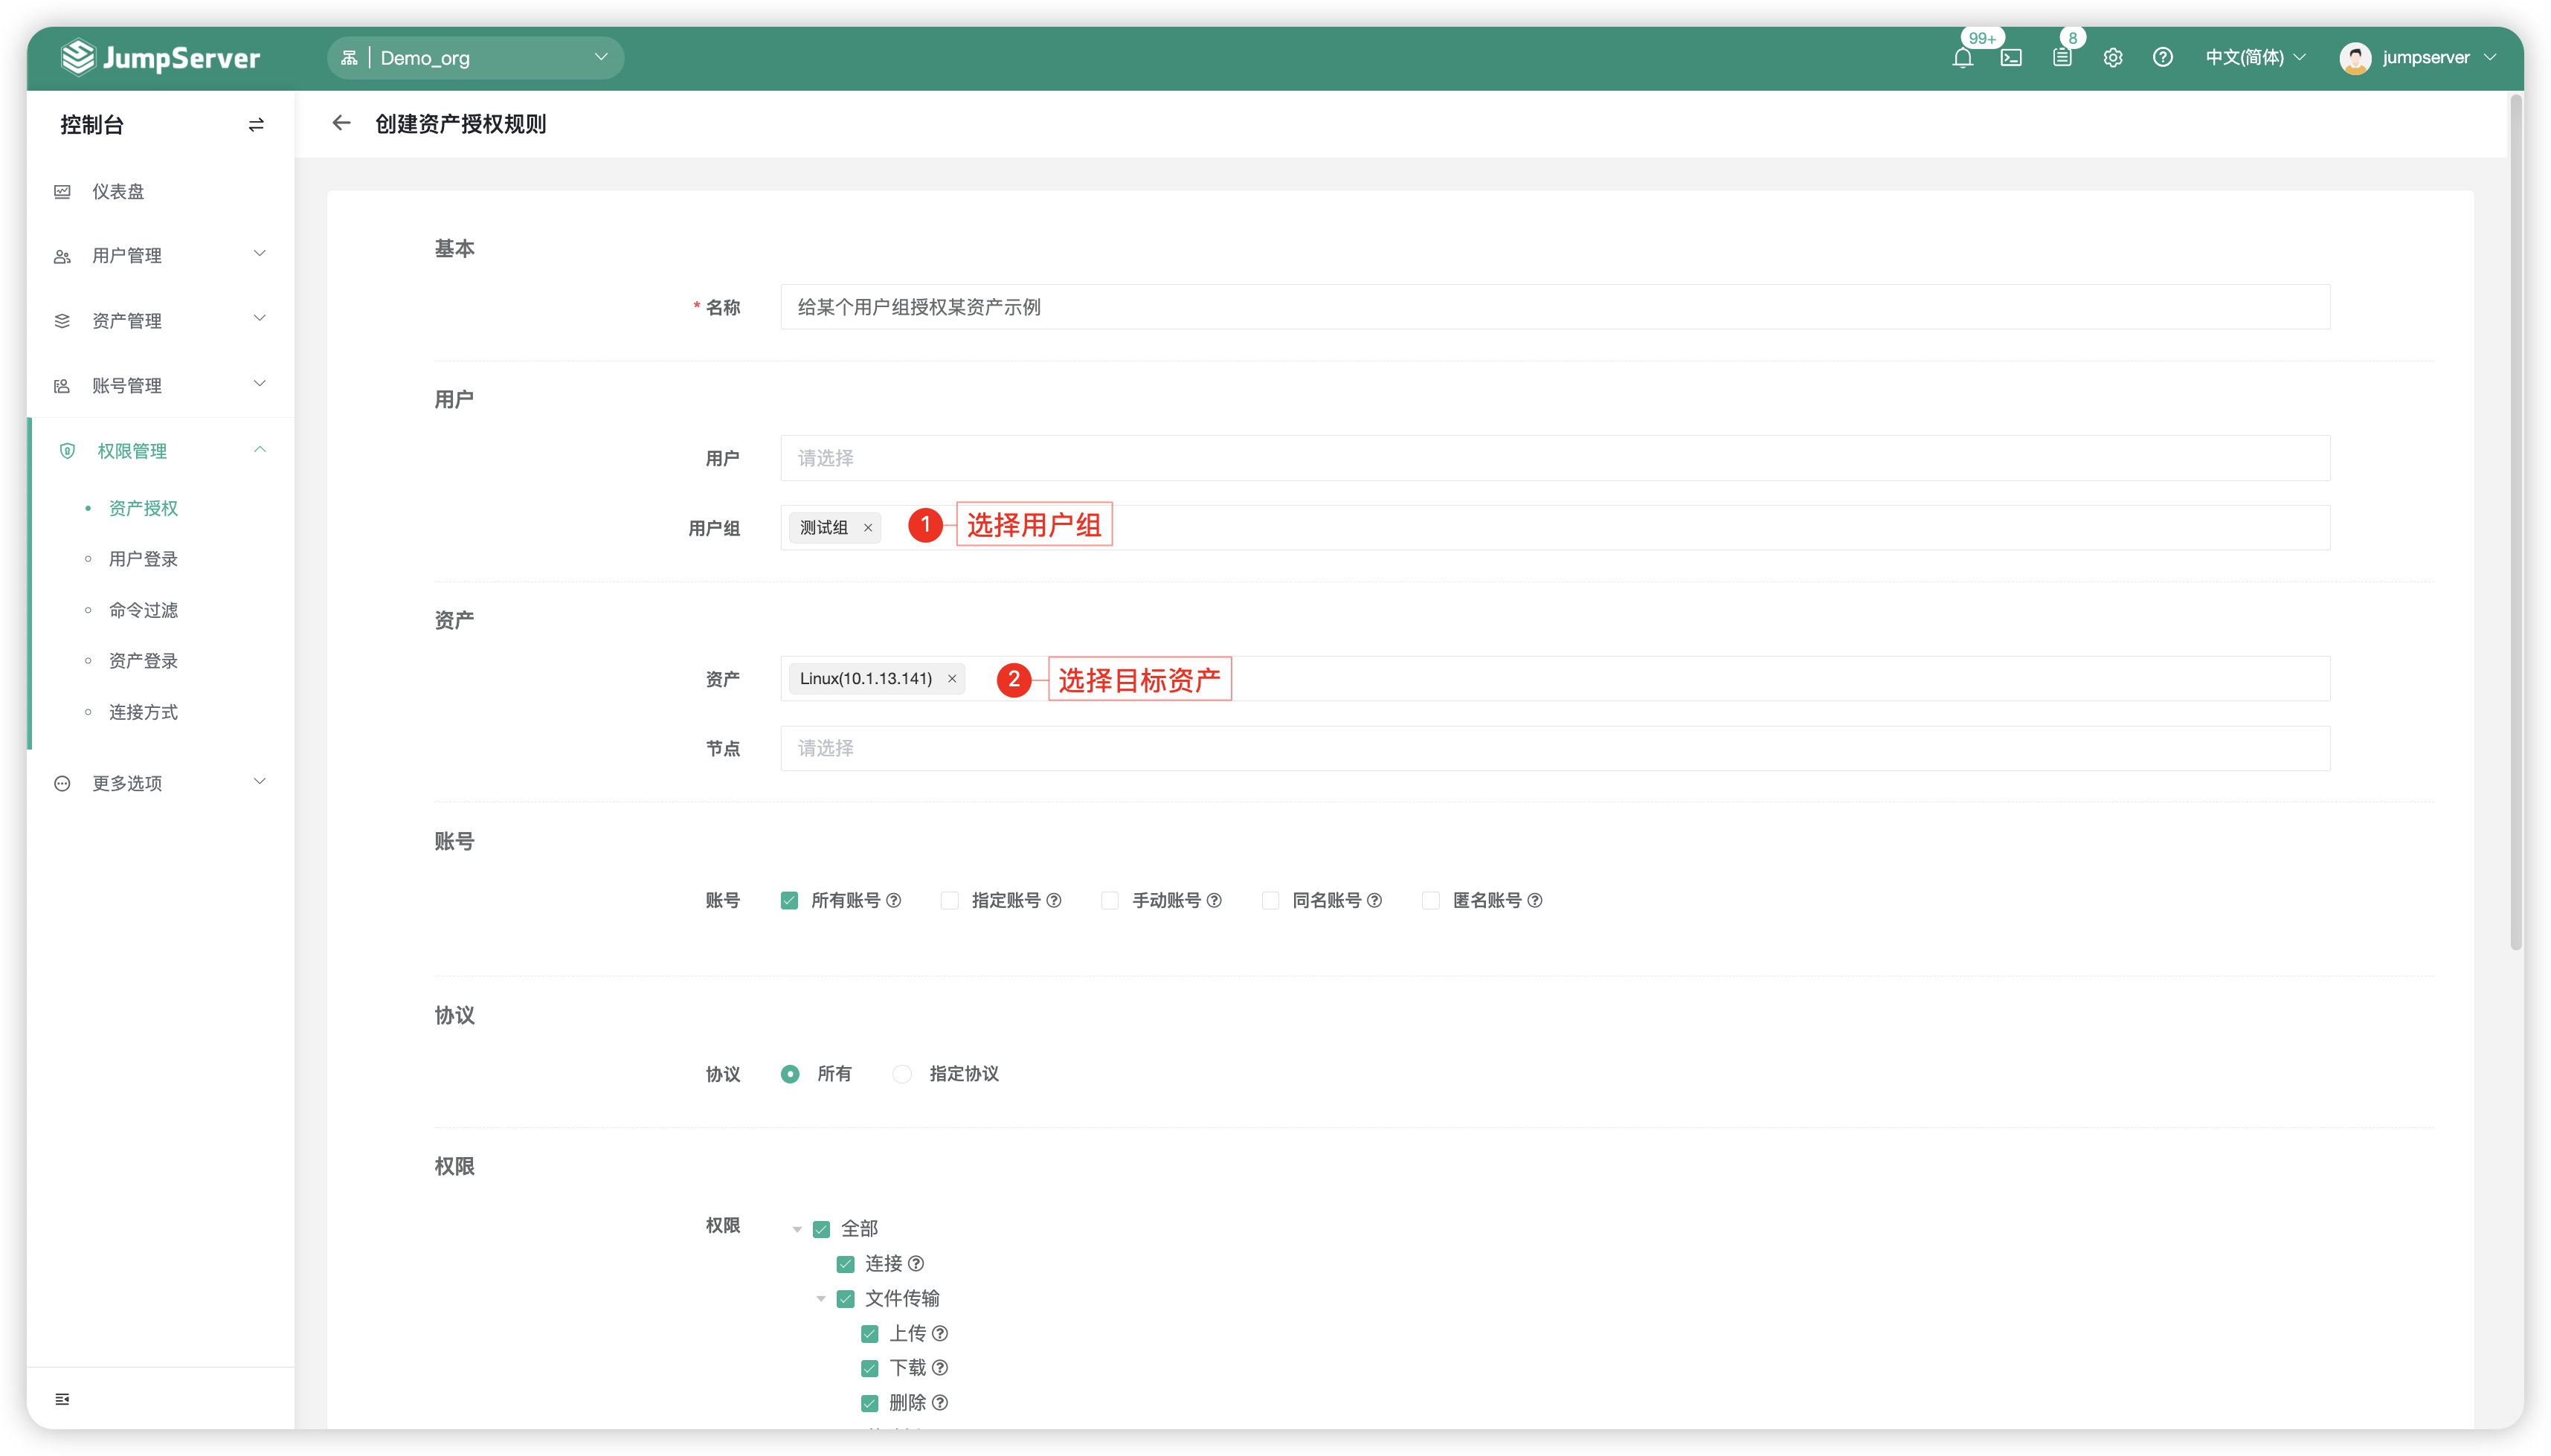 JumpServer
Demo_org
99+
8
中文(简体)
jumpserver
控制台
创建资产授权规则
仪表盘
用户管理
资产管理
账号管理
权限管理
资产授权
用户登录
命令过滤
资产登录
连接方式
更多选项
基本
* 名称 给某个用户组授权某资产示例
用户
用户 请选择
用户组 测试组 × 1 选择用户组
资产
资产 Linux(10.1.13.141) × 2 选择目标资产
节点 请选择
账号
账号 所有账号 指定账号 手动账号 同名账号 匿名账号
协议
协议 所有 指定协议
权限
权限 全部
连接
文件传输
上传
下载
删除